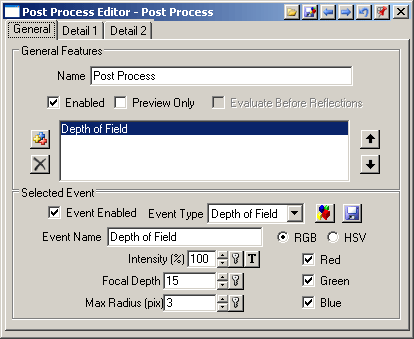 Post Process Editor - Post Process
General Detail 1 Detail 2
General Features
Name Post Process
Enabled Preview Only Evaluate Before Reflections
Depth of Field
Selected Event
Event Enabled Event Type Depth of Field
Event Name Depth of Field RGB HSV
Intensity (%) 100 T Red
Focal Depth 15 Green
Max Radius (pix) 3 Blue